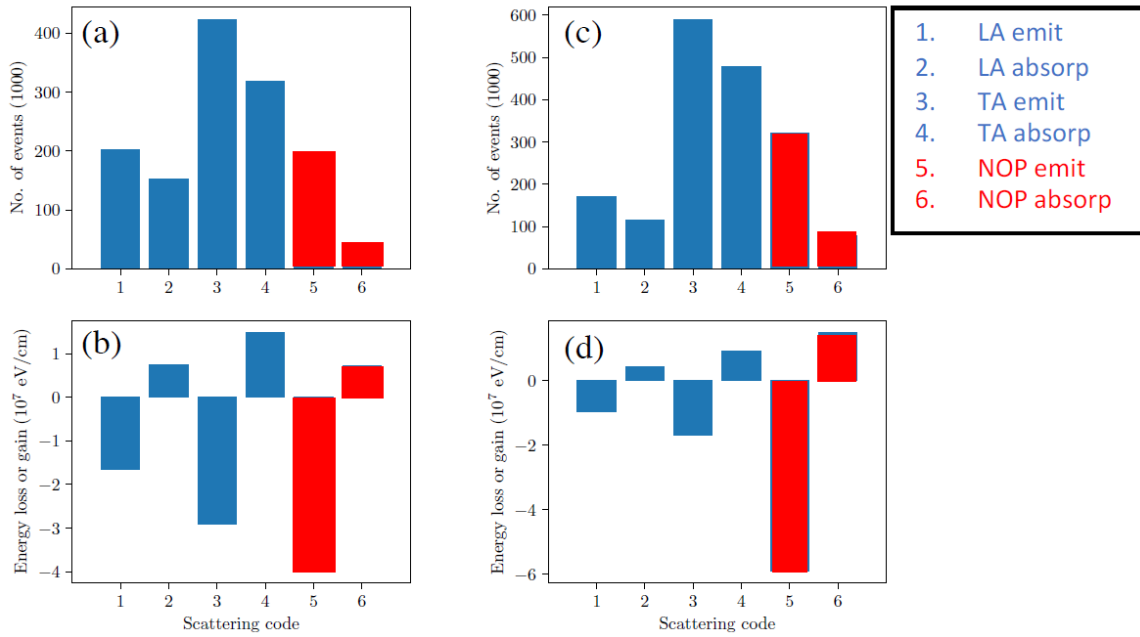 (a)
No. of events (1000)
400
300
200
100
0
1 2 3 4 5 6
(c)
No. of events (1000)
600
500
400
300
200
100
0
1 2 3 4 5 6
1. LA emit
2. LA absorp
3. TA emit
4. TA absorp
5. NOP emit
6. NOP absorp
(b)
Energy loss or gain (10⁷ eV/cm)
1
0
−1
−2
−3
−4
1 2 3 4 5 6
Scattering code
(d)
Energy loss or gain (10⁷ eV/cm)
0
−2
−4
−6
1 2 3 4 5 6
Scattering code